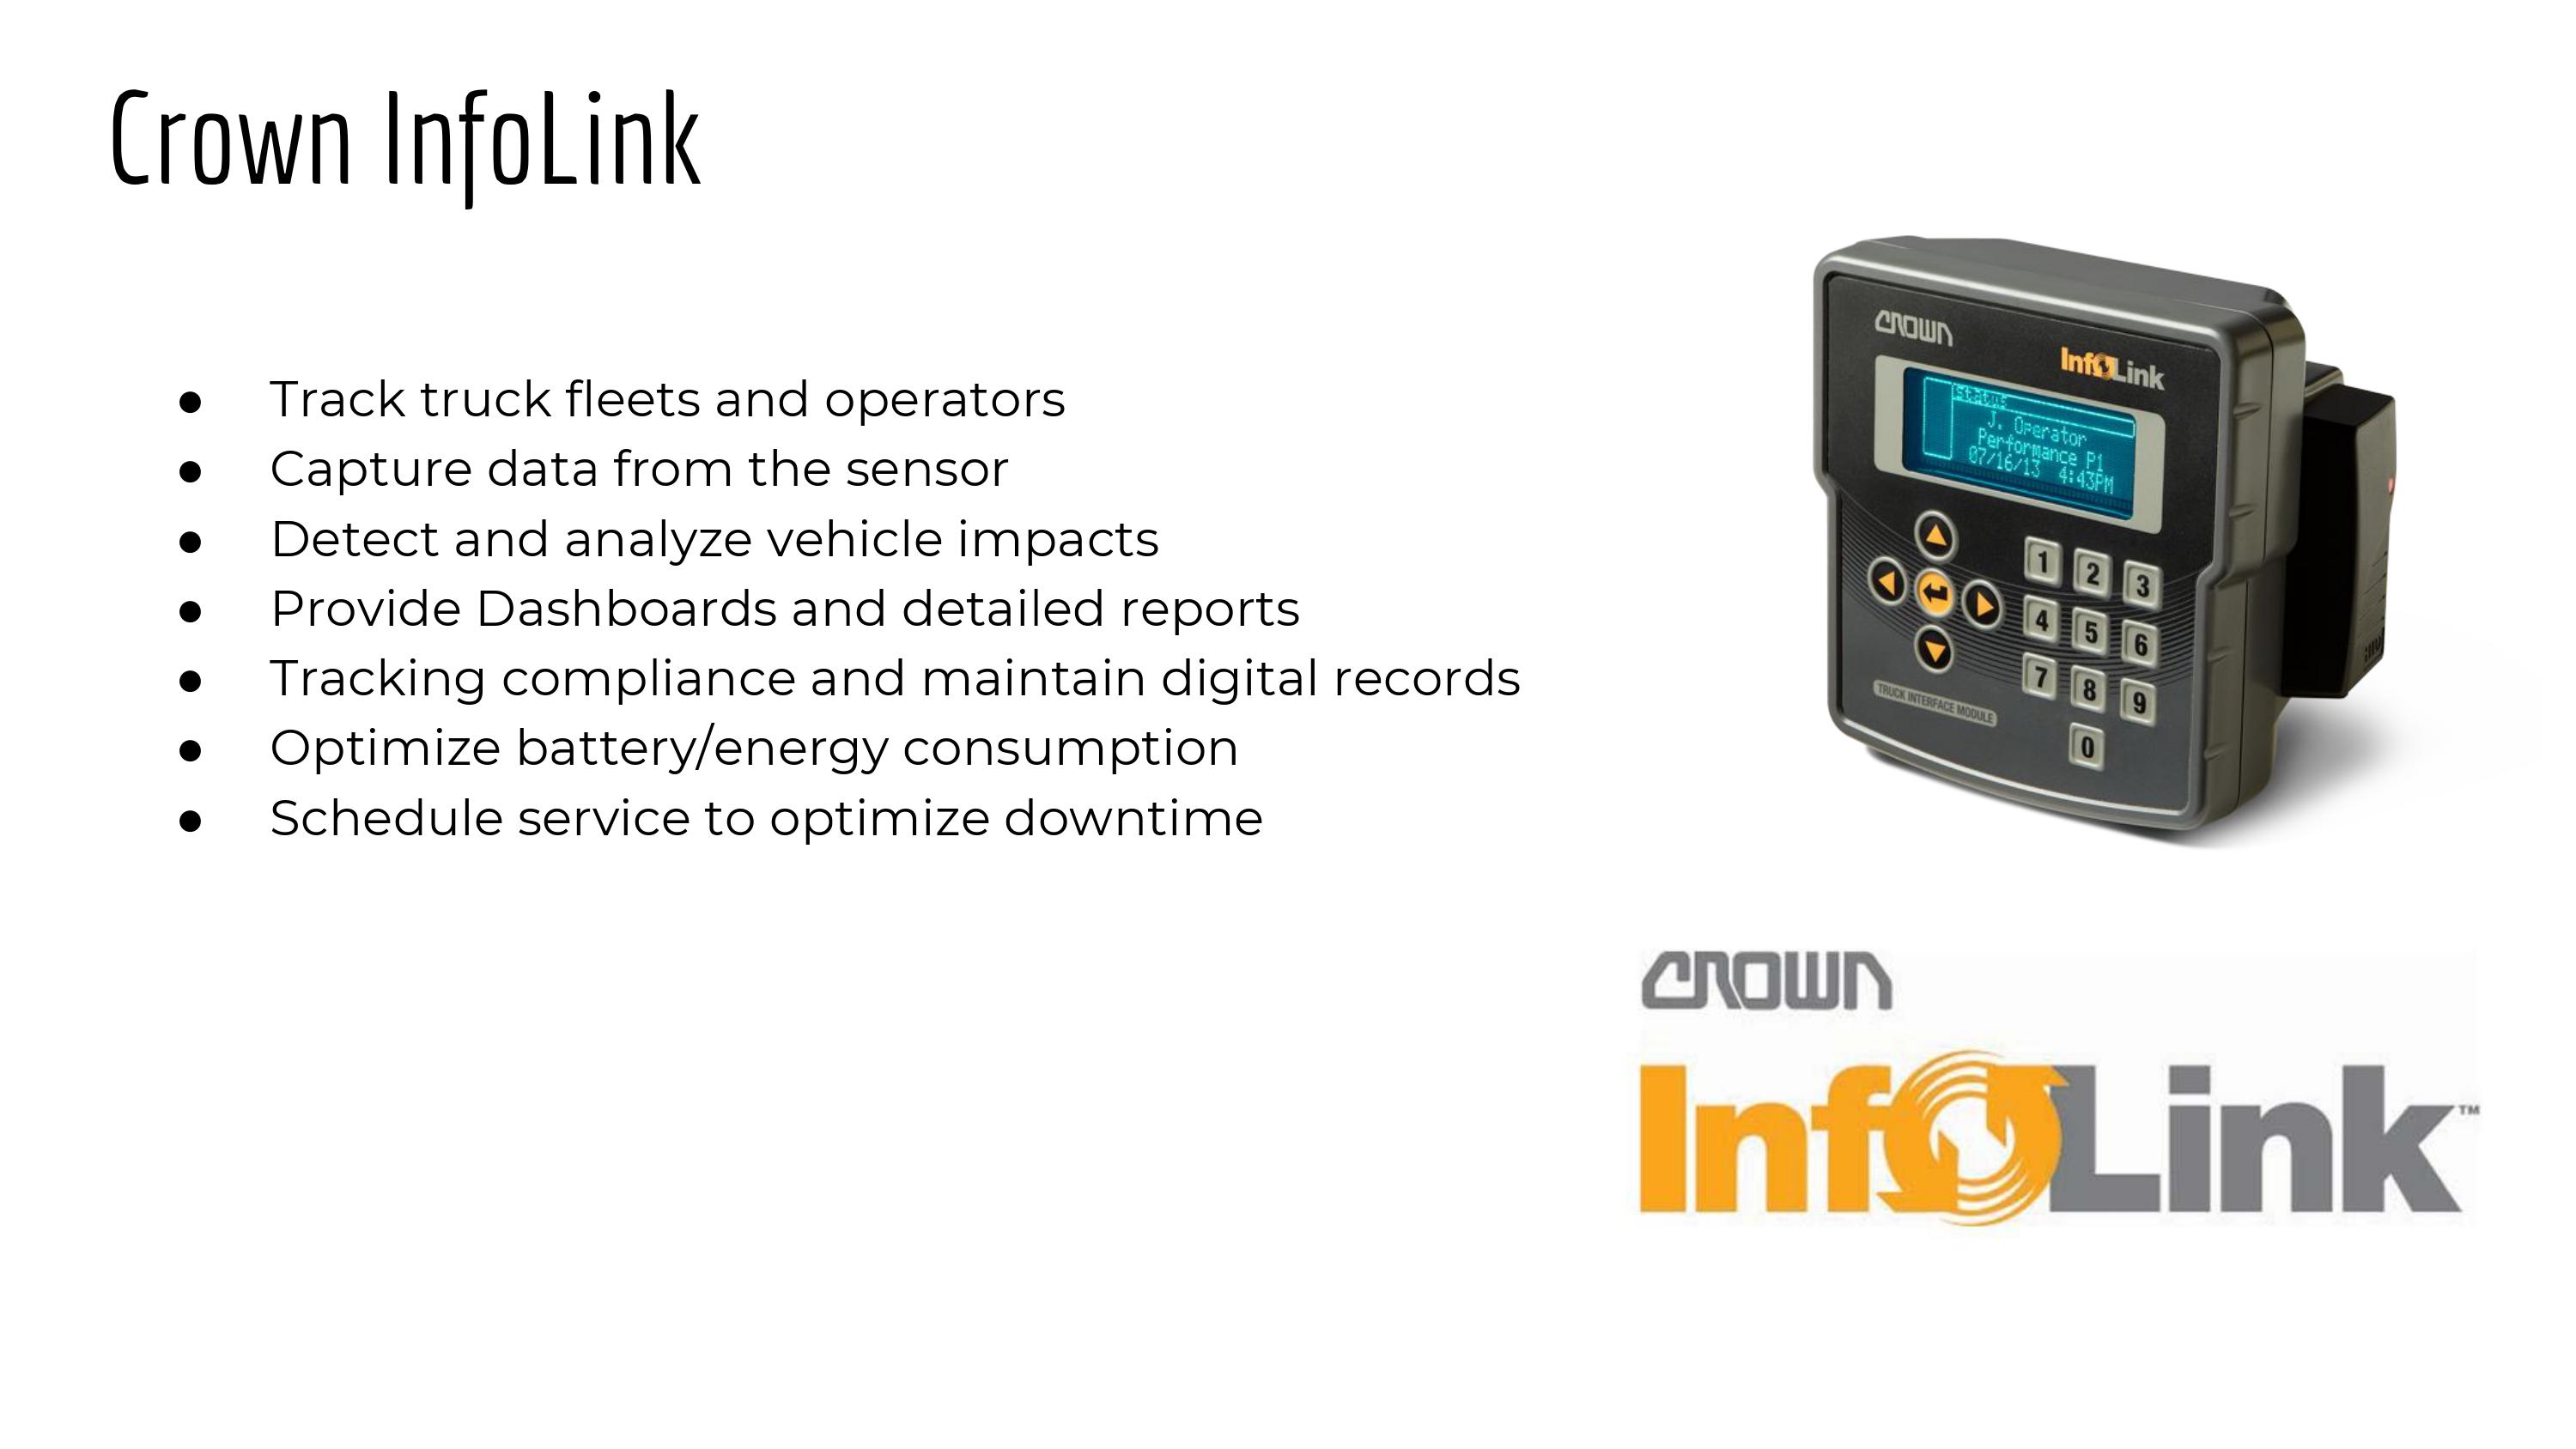 Crown InfoLink
● Track truck fleets and operators
● Capture data from the sensor
● Detect and analyze vehicle impacts
● Provide Dashboards and detailed reports
● Tracking compliance and maintain digital records
● Optimize battery/energy consumption
● Schedule service to optimize downtime
CROWN
InfoLink
Status
J. Operator
Performance P1
07/16/13 4:43PM
1 2 3
4 5 6
7 8 9
0
TRUCK INTERFACE MODULE
CROWN
InfoLink™